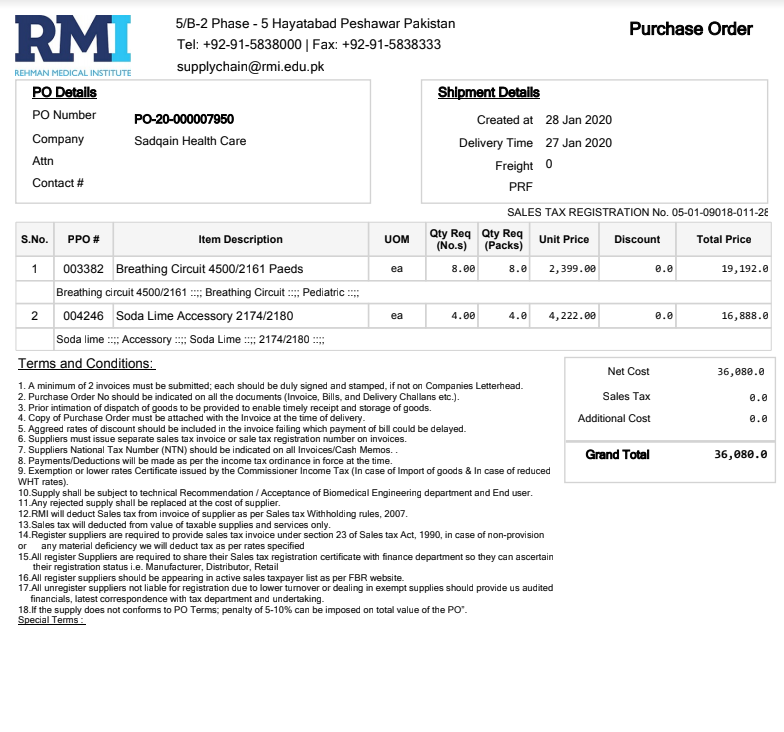 RMI
REHMAN MEDICAL INSTITUTE
5/B-2 Phase - 5 Hayatabad Peshawar Pakistan
Tel: +92-91-5838000 | Fax: +92-91-5838333
supplychain@rmi.edu.pk
Purchase Order
PO Details
PO Number PO-20-000007950
Company Sadqain Health Care
Attn
Contact #
Shipment Details
Created at 28 Jan 2020
Delivery Time 27 Jan 2020
Freight 0
PRF
SALES TAX REGISTRATION No. 05-01-09018-011-28
S.No. PPO # Item Description UOM Qty Req (No.s) Qty Req (Packs) Unit Price Discount Total Price
1 003382 Breathing Circuit 4500/2161 Paeds ea 8.00 8.0 2,399.00 0.0 19,192.0
Breathing circuit 4500/2161 ::;; Breathing Circuit ::;; Pediatric ::;;
2 004246 Soda Lime Accessory 2174/2180 ea 4.00 4.0 4,222.00 0.0 16,888.0
Soda lime ::;; Accessory ::;; Soda Lime ::;; 2174/2180 ::;;
Terms and Conditions:
1. A minimum of 2 invoices must be submitted; each should be duly signed and stamped, if not on Companies Letterhead.
2. Purchase Order No should be indicated on all the documents (Invoice, Bills, and Delivery Challans etc.).
3. Prior intimation of dispatch of goods to be provided to enable timely receipt and storage of goods.
4. Copy of Purchase Order must be attached with the Invoice at the time of delivery.
5. Aggreed rates of discount should be included in the invoice failing which payment of bill could be delayed.
6. Suppliers must issue separate sales tax invoice or sale tax registration number on invoices.
7. Suppliers National Tax Number (NTN) should be indicated on all Invoices/Cash Memos. .
8. Payments/Deductions will be made as per the income tax ordinance in force at the time.
9. Exemption or lower rates Certificate issued by the Commissioner Income Tax (In case of Import of goods & In case of reduced
WHT rates).
10.Supply shall be subject to technical Recommendation / Acceptance of Biomedical Engineering department and End user.
11.Any rejected supply shall be replaced at the cost of supplier.
12.RMI will deduct Sales tax from invoice of supplier as per Sales tax Withholding rules, 2007.
13.Sales tax will deducted from value of taxable supplies and services only.
14.Register suppliers are required to provide sales tax invoice under section 23 of Sales tax Act, 1990, in case of non-provision
or any material deficiency we will deduct tax as per rates specified
15.All register Suppliers are required to share their Sales tax registration certificate with finance department so they can ascertain
their registration status i.e. Manufacturer, Distributor, Retail
16.All register suppliers should be appearing in active sales taxpayer list as per FBR website.
17.All unregister suppliers not liable for registration due to lower turnover or dealing in exempt supplies should provide us audited
financials, latest correspondence with tax department and undertaking.
18.If the supply does not conforms to PO Terms; penalty of 5-10% can be imposed on total value of the PO".
Special Terms :
Net Cost 36,080.0
Sales Tax 0.0
Additional Cost 0.0
Grand Total 36,080.0